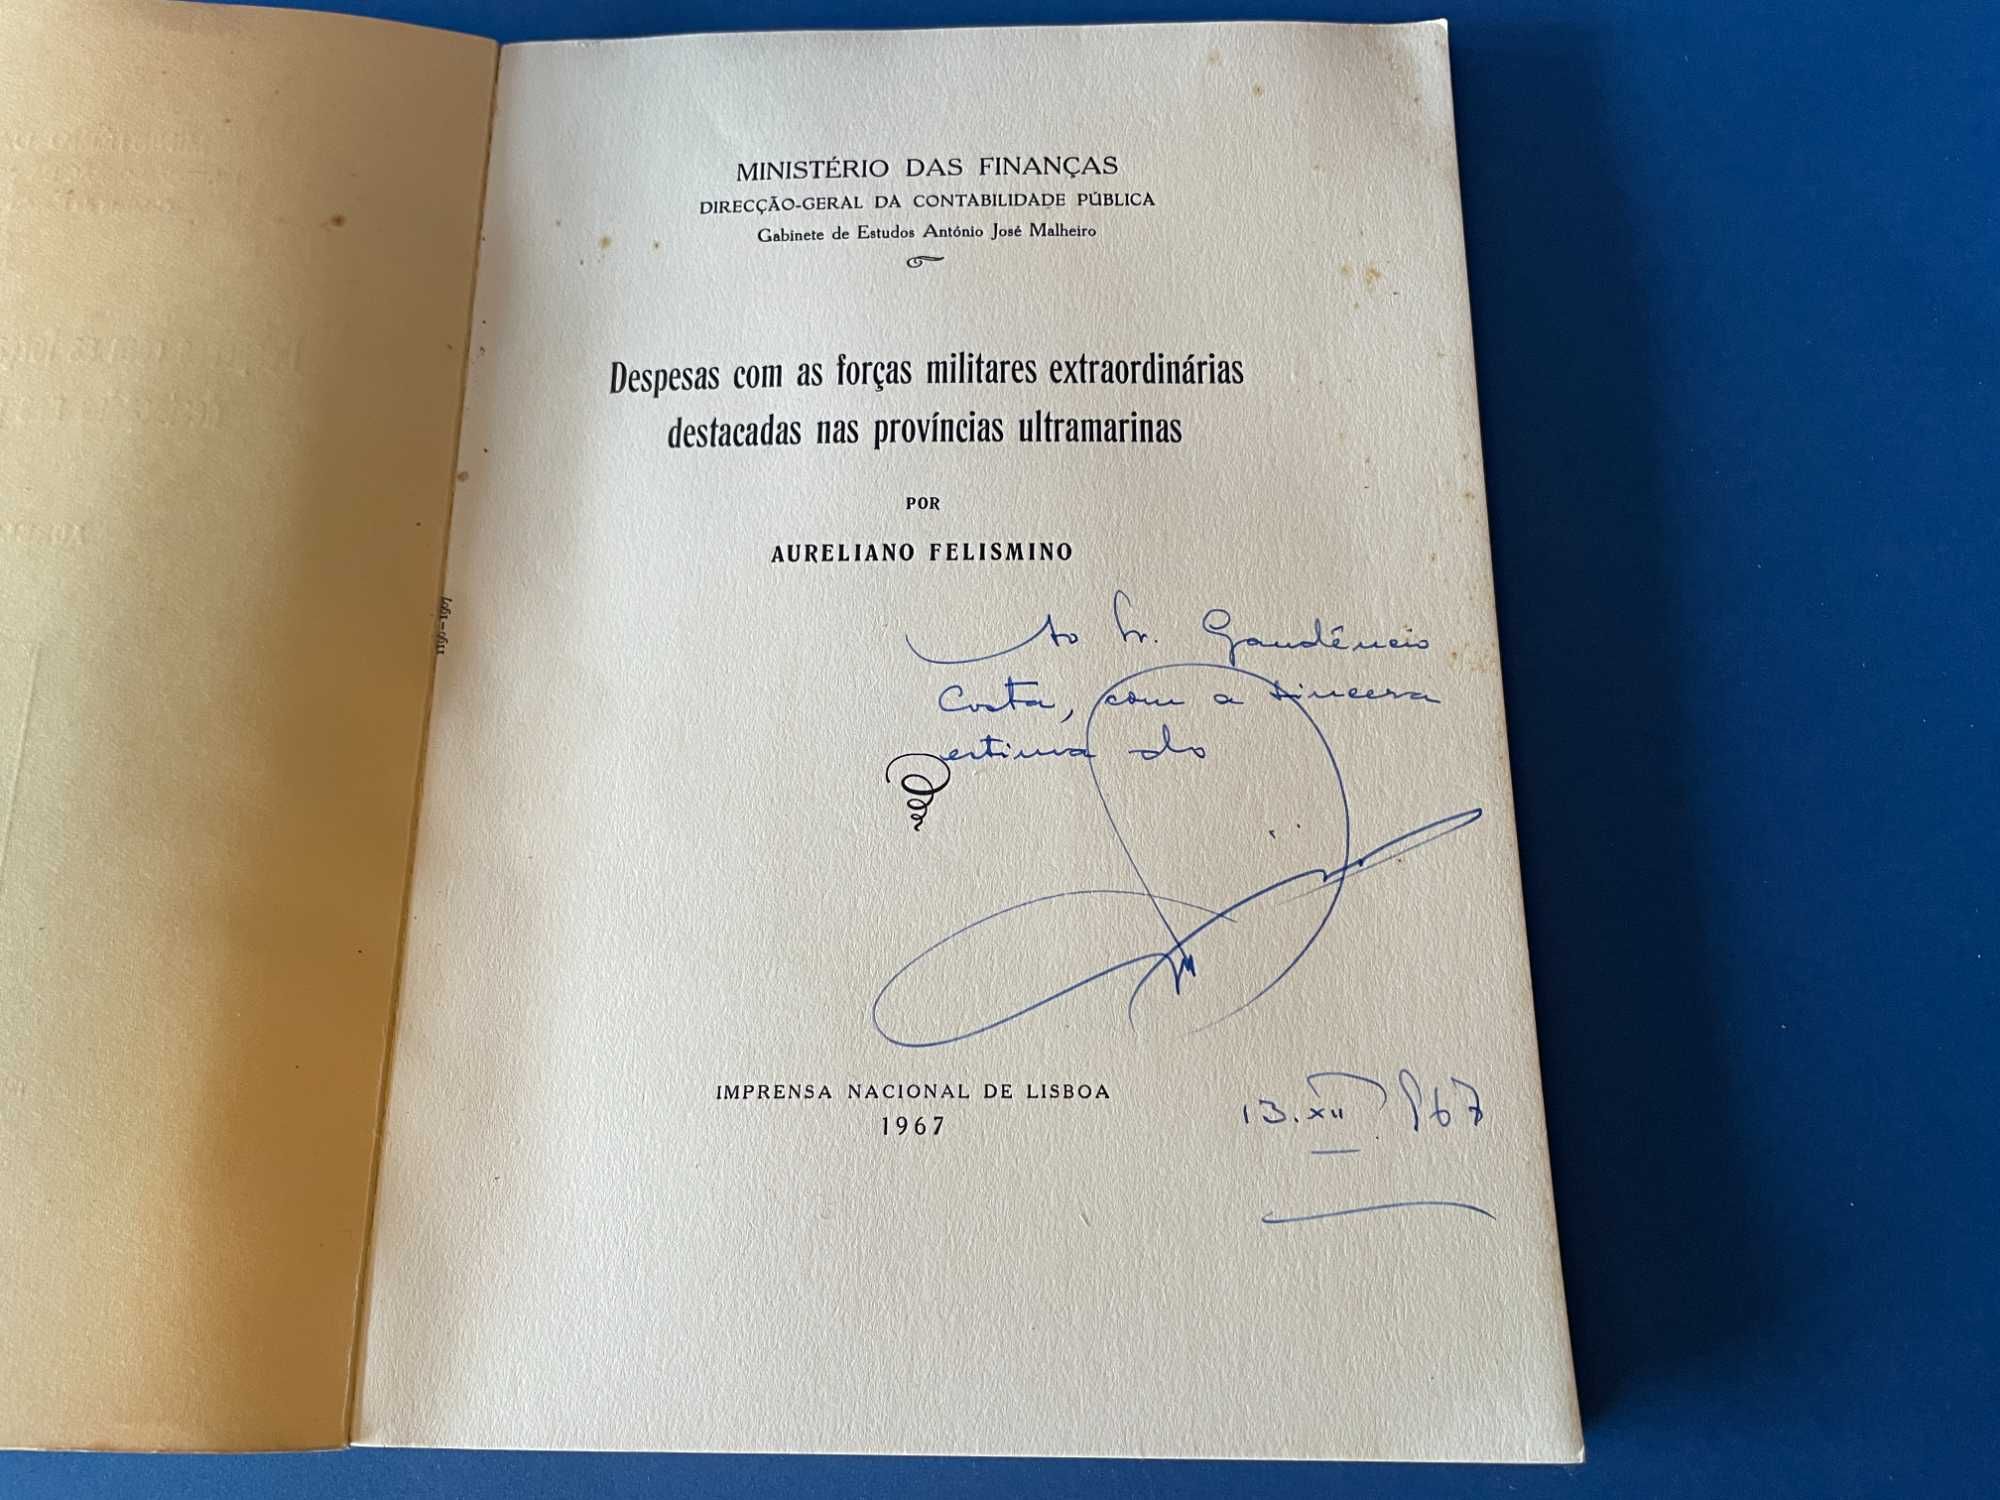 MINISTÉRIO DAS FINANÇAS
DIRECÇÃO-GERAL DA CONTABILIDADE PÚBLICA
Gabinete de Estudos António José Malheiro
Despesas com as forças militares extraordinárias
destacadas nas províncias ultramarinas
POR
AURELIANO FELISMINO
Ao Sr. Gaudêncio
Costa, com a sincera
estima do
IMPRENSA NACIONAL DE LISBOA
1967
13.XII.967